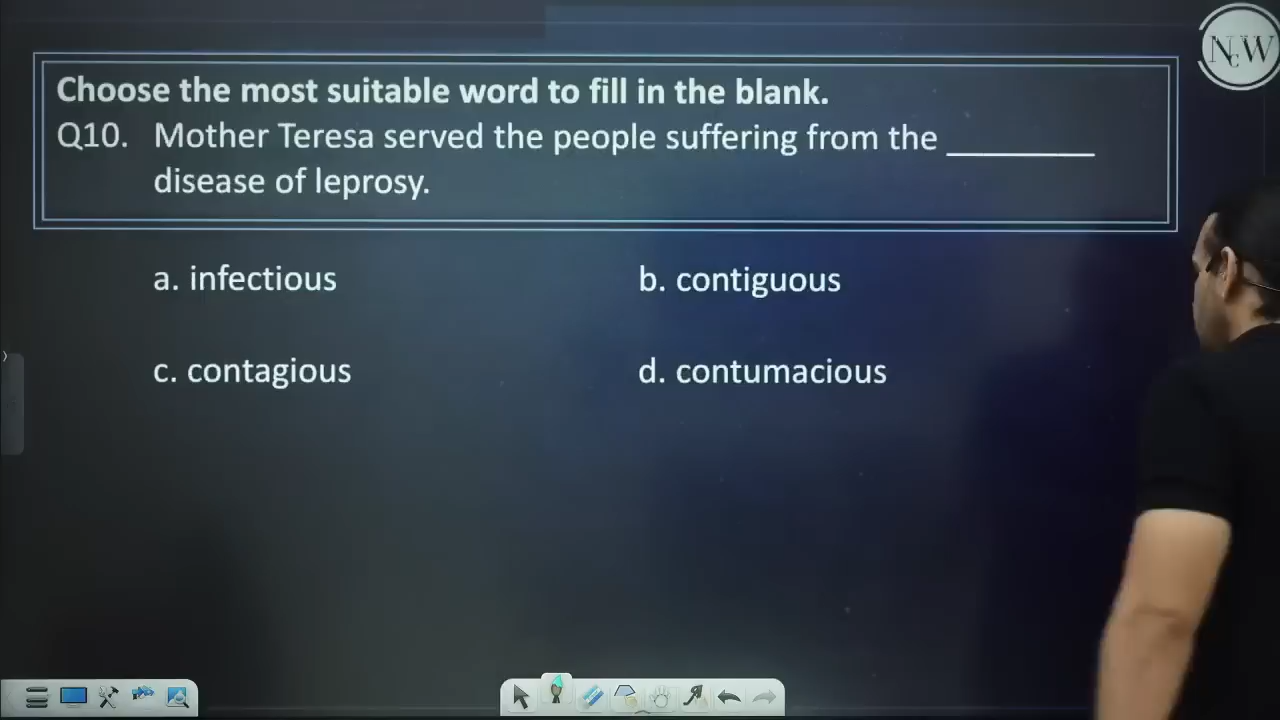 NcW
Choose the most suitable word to fill in the blank.
Q10. Mother Teresa served the people suffering from the _________
disease of leprosy.
a. infectious
b. contiguous
c. contagious
d. contumacious